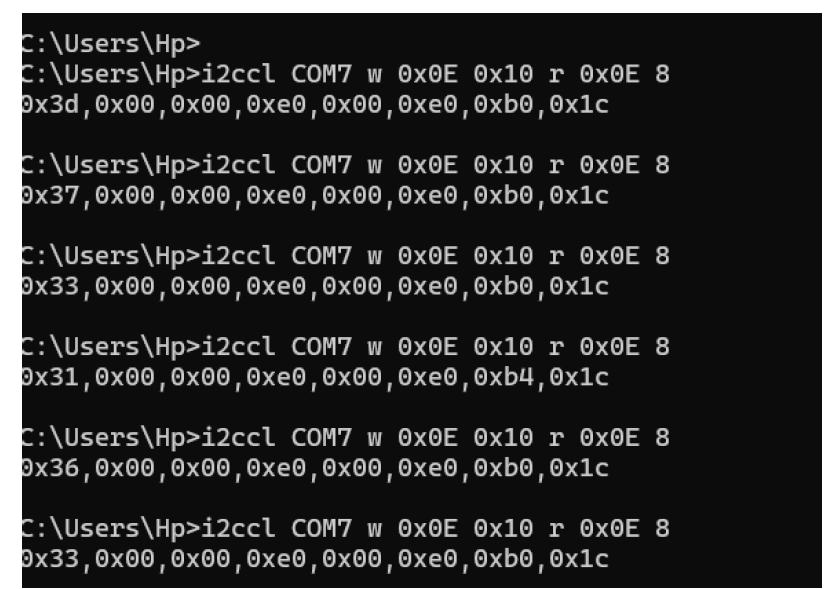 C:\Users\Hp>
C:\Users\Hp>i2ccl COM7 w 0x0E 0x10 r 0x0E 8
0x3d,0x00,0x00,0xe0,0x00,0xe0,0xb0,0x1c
C:\Users\Hp>i2ccl COM7 w 0x0E 0x10 r 0x0E 8
0x37,0x00,0x00,0xe0,0x00,0xe0,0xb0,0x1c
C:\Users\Hp>i2ccl COM7 w 0x0E 0x10 r 0x0E 8
0x33,0x00,0x00,0xe0,0x00,0xe0,0xb0,0x1c
C:\Users\Hp>i2ccl COM7 w 0x0E 0x10 r 0x0E 8
0x31,0x00,0x00,0xe0,0x00,0xe0,0xb4,0x1c
C:\Users\Hp>i2ccl COM7 w 0x0E 0x10 r 0x0E 8
0x36,0x00,0x00,0xe0,0x00,0xe0,0xb0,0x1c
C:\Users\Hp>i2ccl COM7 w 0x0E 0x10 r 0x0E 8
0x33,0x00,0x00,0xe0,0x00,0xe0,0xb0,0x1c